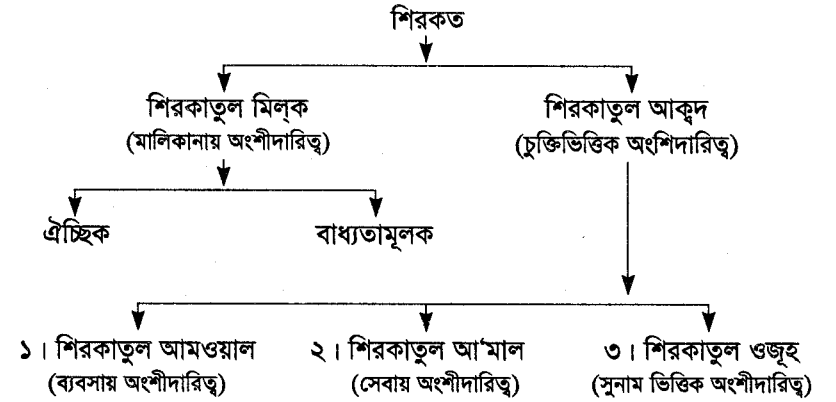 শিরকত
শিরকাতুল মিল্‌ক শিরকাতুল আক্বদ
(মালিকানায় অংশীদারিত্ব) (চুক্তিভিত্তিক অংশিদারিত্ব)
ঐচ্ছিক বাধ্যতামূলক
১। শিরকাতুল আমওয়াল ২। শিরকাতুল আ'মাল ৩। শিরকাতুল ওজূহ
(ব্যবসায় অংশীদারিত্ব) (সেবায় অংশীদারিত্ব) (সুনাম ভিত্তিক অংশীদারিত্ব)